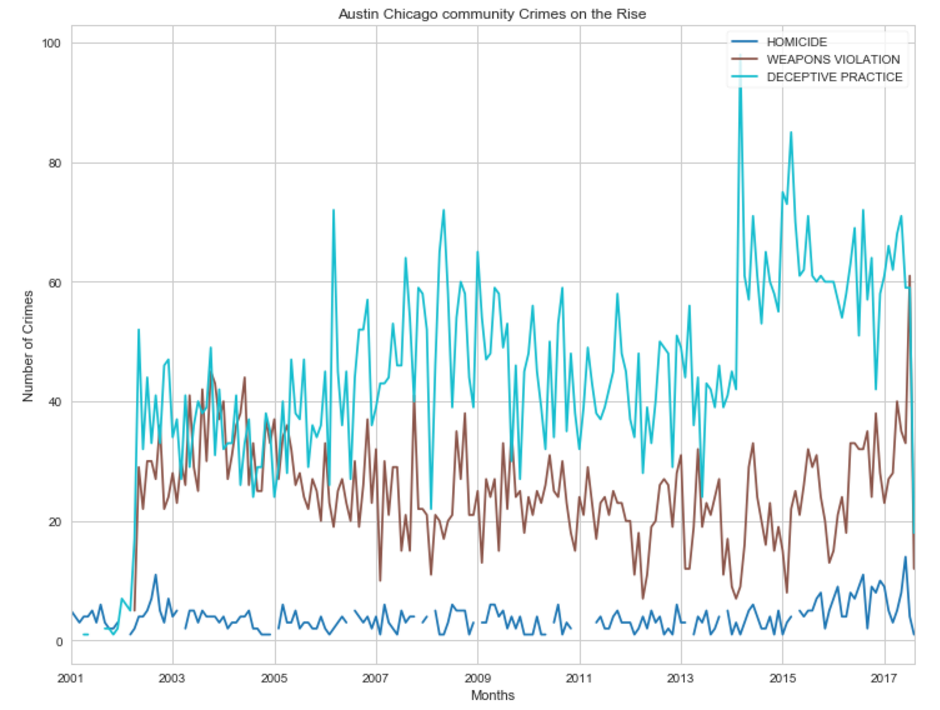 Austin Chicago community Crimes on the Rise
HOMICIDE
WEAPONS VIOLATION
DECEPTIVE PRACTICE
Number of Crimes
100
80
60
40
20
0
2001 2003 2005 2007 2009 2011 2013 2015 2017
Months